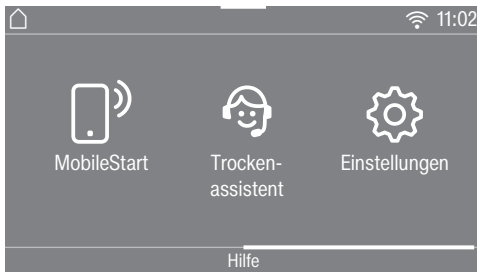 11:02
MobileStart
Trocken-
assistent
Einstellungen
Hilfe